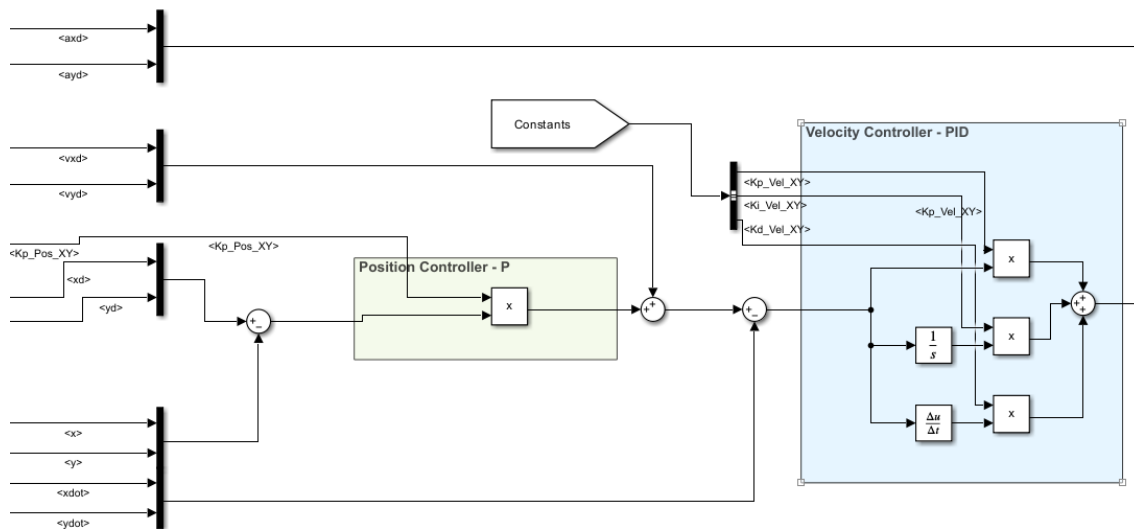 <axd>
<ayd>
Constants
Velocity Controller - PID
<vxd>
<vyd>
<Kp_Vel_XY>
<Ki_Vel_XY>
<Kp_Vel_XY>
<Kd_Vel_XY>
<Kp_Pos_XY>
<Kp_Pos_XY>
Position Controller - P
<xd>
<yd>
x
+
−
+
+
+
−
x
+
+
+
1
s
x
Δu
Δt
x
<x>
<y>
<xdot>
<ydot>